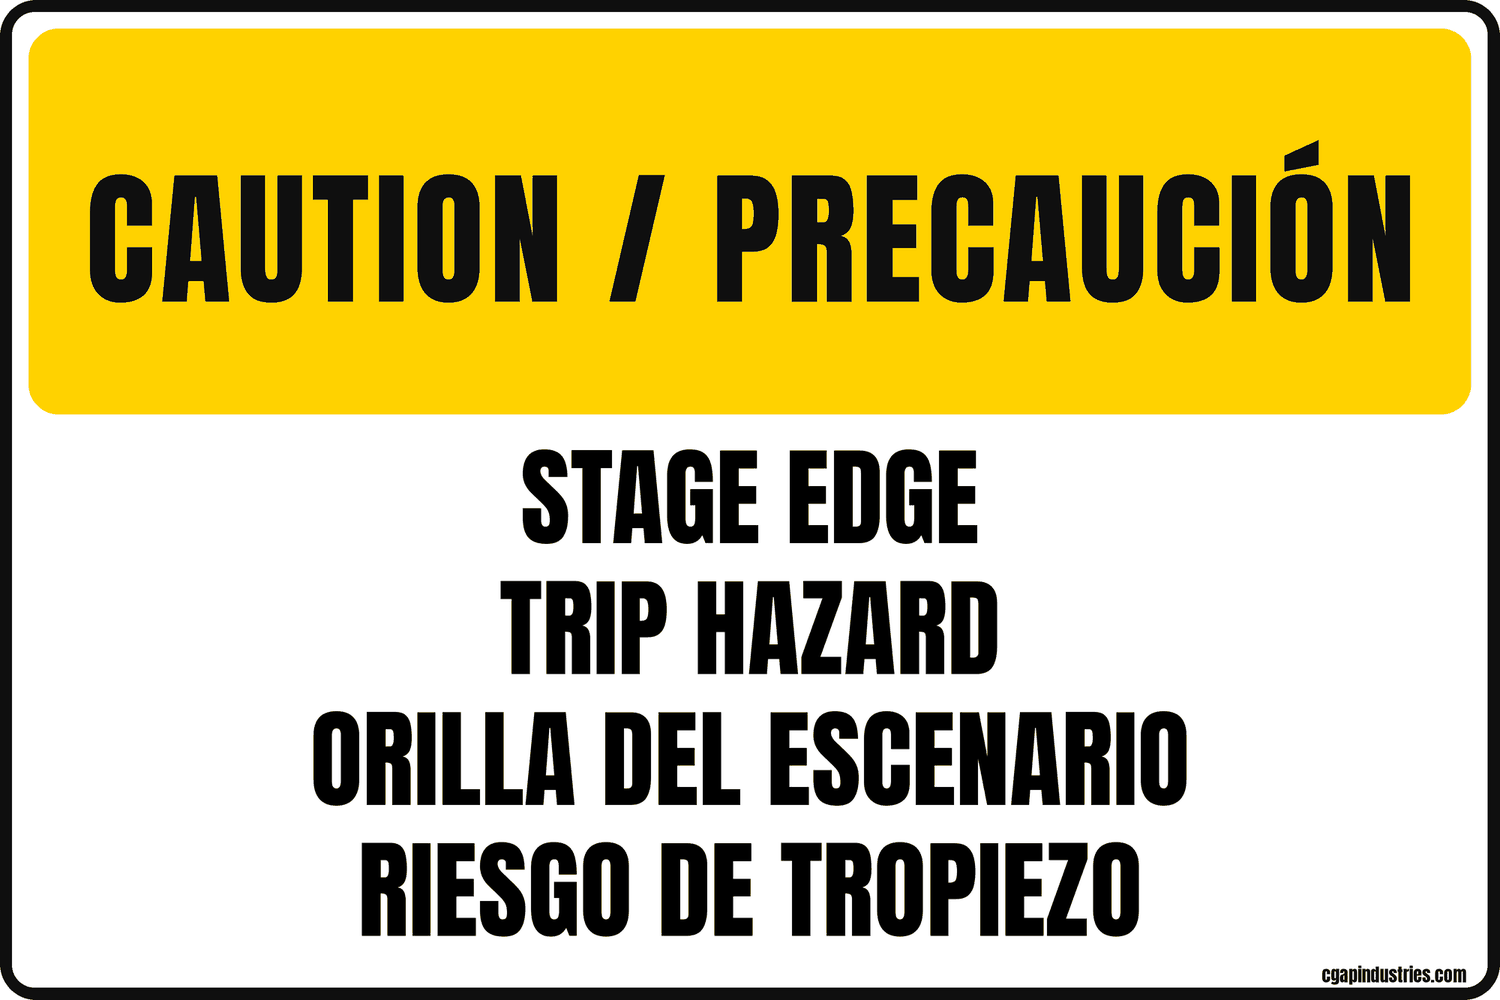 CAUTION / PRECAUCIÓN
STAGE EDGE
TRIP HAZARD
ORILLA DEL ESCENARIO
RIESGO DE TROPIEZO
cgapindustries.com